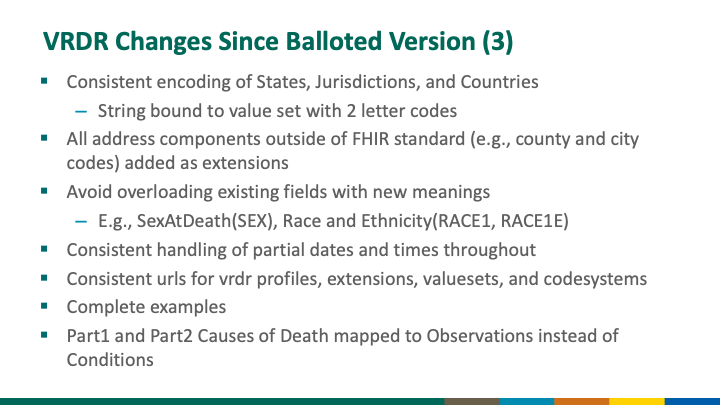 VRDR Changes Since Balloted Version (3)
▪ Consistent encoding of States, Jurisdictions, and Countries
– String bound to value set with 2 letter codes
▪ All address components outside of FHIR standard (e.g., county and city
codes) added as extensions
▪ Avoid overloading existing fields with new meanings
– E.g., SexAtDeath(SEX), Race and Ethnicity(RACE1, RACE1E)
▪ Consistent handling of partial dates and times throughout
▪ Consistent urls for vrdr profiles, extensions, valuesets, and codesystems
▪ Complete examples
▪ Part1 and Part2 Causes of Death mapped to Observations instead of
Conditions